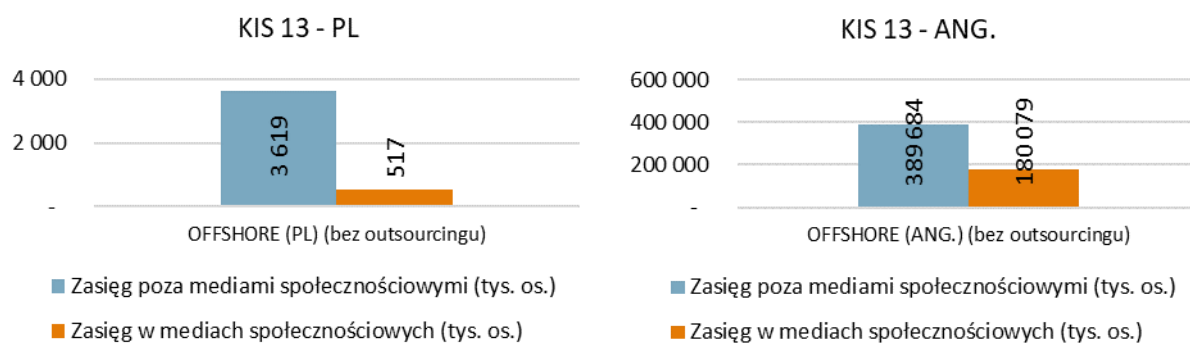 KIS 13 - PL
4 000
2 000
-
3 619
517
OFFSHORE (PL) (bez outsourcingu)
Zasięg poza mediami społecznościowymi (tys. os.)
Zasięg w mediach społecznościowych (tys. os.)
KIS 13 - ANG.
600 000
400 000
200 000
-
389 684
180 079
OFFSHORE (ANG.) (bez outsourcingu)
Zasięg poza mediami społecznościowymi (tys. os.)
Zasięg w mediach społecznościowych (tys. os.)